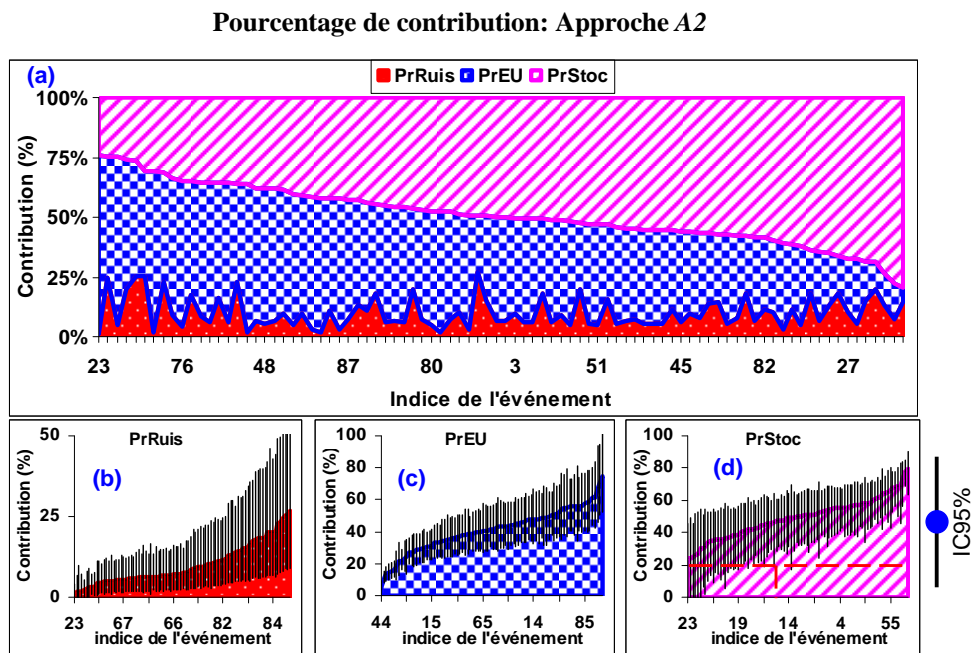 Pourcentage de contribution: Approche A2
(a)
PrRuis PrEU PrStoc
Contribution (%)
100%
75%
50%
25%
0%
23 76 48 87 80 3 51 45 82 27
Indice de l'événement
PrRuis
(b)
Contribution (%)
50
25
0
23 67 66 82 84
indice de l'événement
PrEU
(c)
Contribution (%)
100
80
60
40
20
0
44 15 65 14 85
indice de l'événement
PrStoc
(d)
Contribution (%)
100
80
60
40
20
0
23 19 14 4 55
indice de l'événement
IC95%